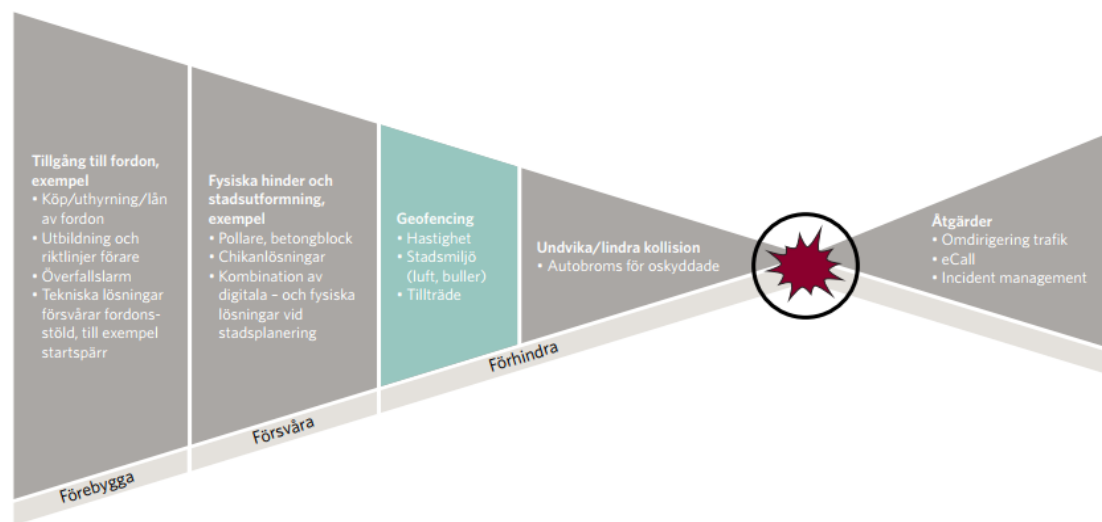 Tillgång till fordon,
exempel
• Köp/uthyrning/lån
av fordon
• Utbildning och
riktlinjer förare
• Överfallslarm
• Tekniska lösningar
försvårar fordons-
stöld, till exempel
startspärr
Fysiska hinder och
stadsutformning,
exempel
• Pollare, betongblock
• Chikanlösningar
• Kombination av
digitala – och fysiska
lösningar vid
stadsplanering
Geofencing
• Hastighet
• Stadsmiljö
(luft, buller)
• Tillträde
Undvika/lindra kollision
• Autobroms för oskyddade
Åtgärder
• Omdirigering trafik
• eCall
• Incident management
Förebygga
Försvåra
Förhindra